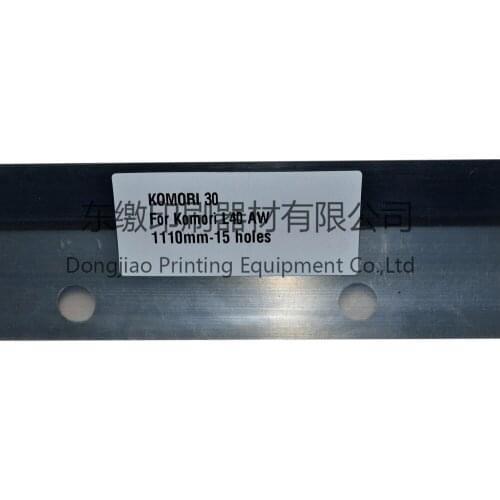 KOMORI 30
For Komori L40 AW
东缴印刷器材有限公司
1110mm-15 holes
Dongjiao Printing Equipment Co.,Ltd